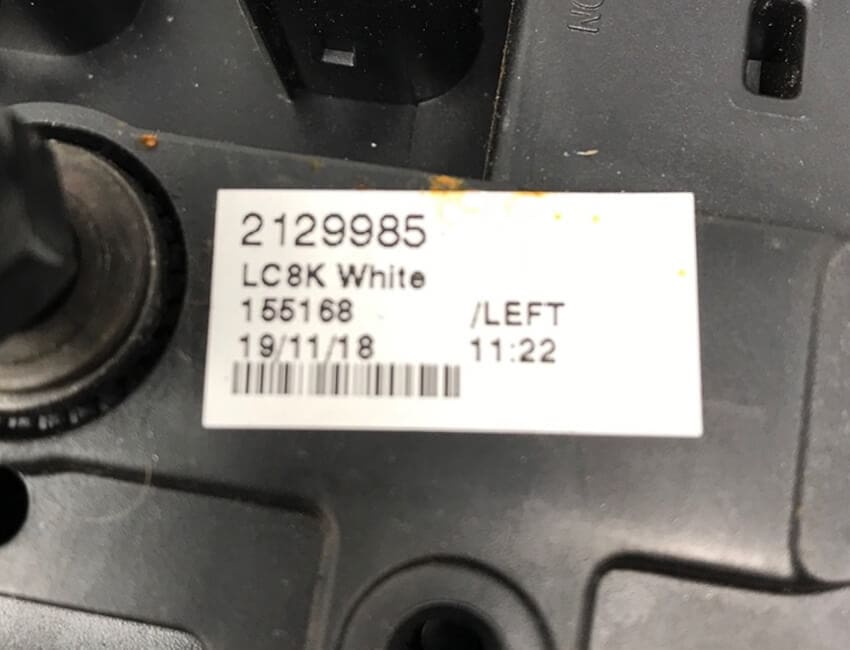 2129985
LC8K White
155168 /LEFT
19/11/18 11:22